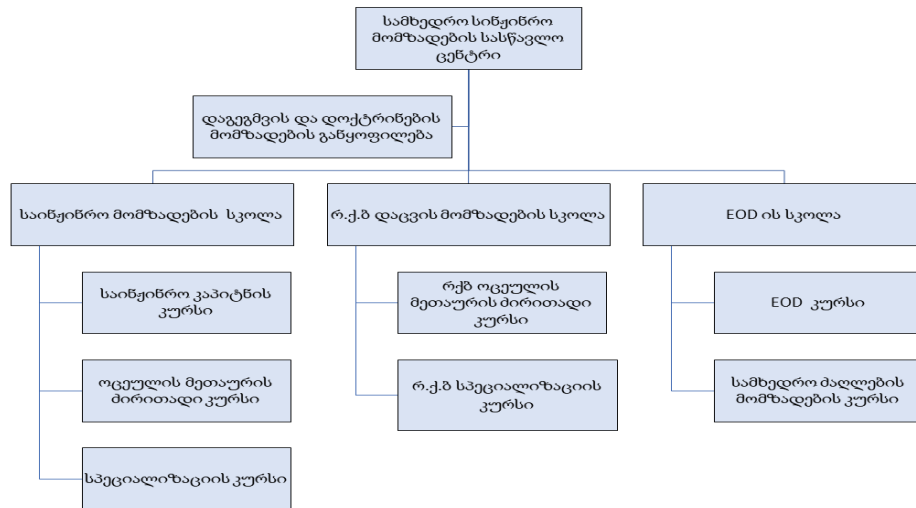 სამხედრო სინჟინრო
მომზადების სასწავლო
ცენტრი
დაგეგმვის და დოქტრინების
მომზადების განყოფილება
საინჟინრო მომზადების სკოლა
რ.ქ.ბ დაცვის მომზადების სკოლა
EOD ის სკოლა
საინჟინრო კაპიტნის
კურსი
ოცეულის მეთაურის
ძირითადი კურსი
სპეციალიზაციის კურსი
რქბ ოცეულის
მეთაურის ძირითადი
კურსი
რ.ქ.ბ სპეციალიზაციის
კურსი
EOD კურსი
სამხედრო ძაღლების
მომზადების კურსი